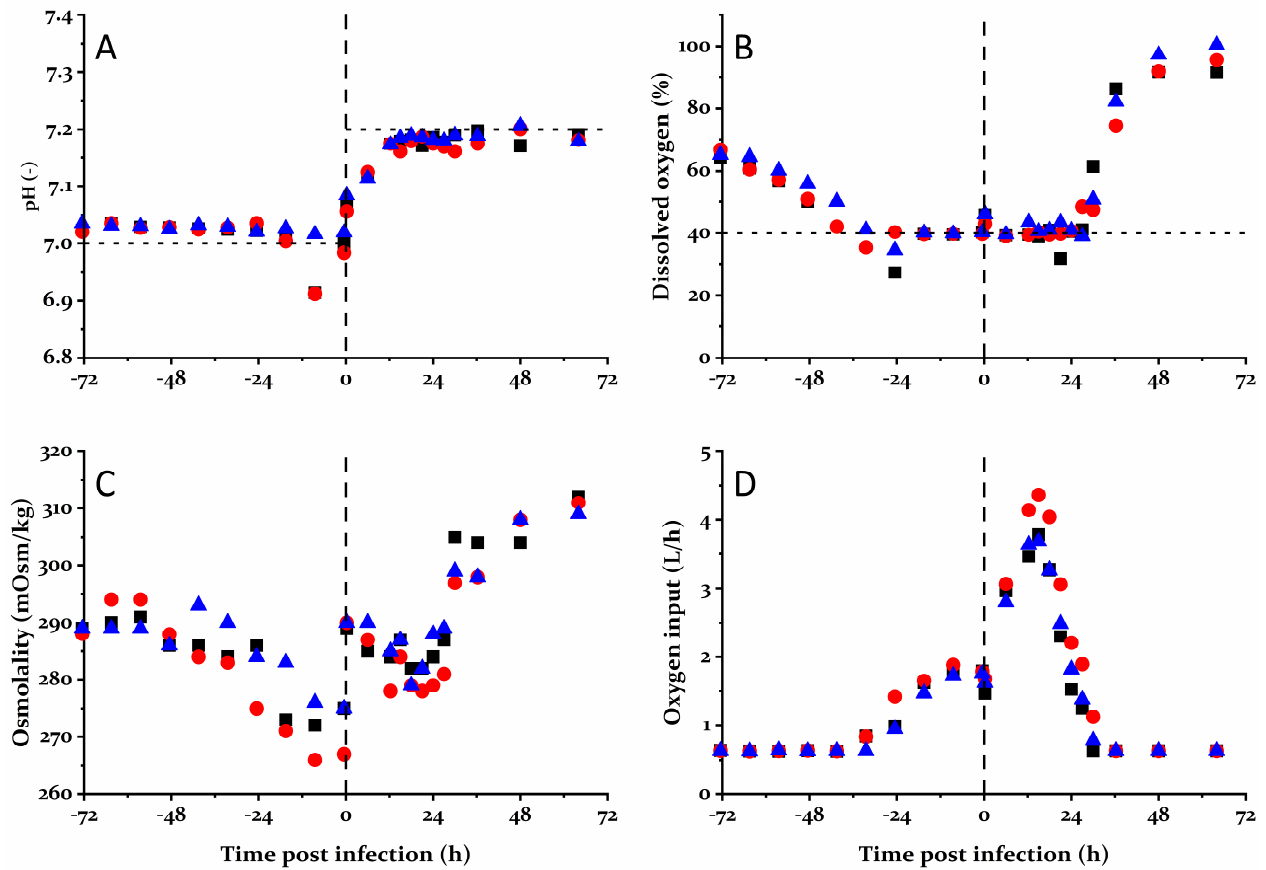 A
pH (-)
7.4
7.3
7.2
7.1
7.0
6.9
6.8
-72 -48 -24 0 24 48 72
B
Dissolved oxygen (%)
100
80
60
40
20
0
-72 -48 -24 0 24 48 72
C
Osmolality (mOsm/kg)
320
310
300
290
280
270
260
-72 -48 -24 0 24 48 72
Time post infection (h)
D
Oxygen input (L/h)
5
4
3
2
1
0
-72 -48 -24 0 24 48 72
Time post infection (h)